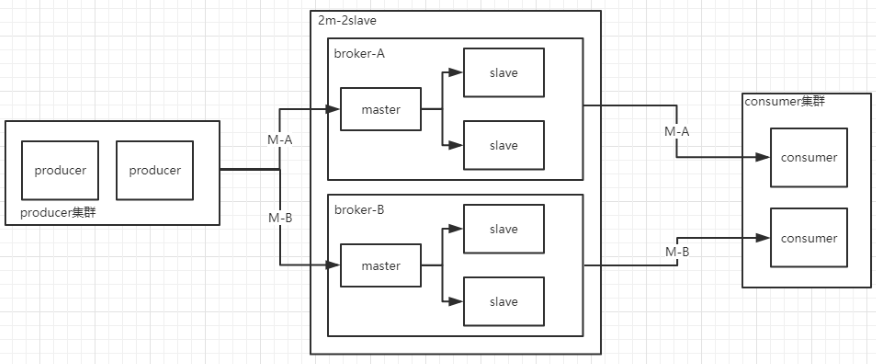 2m-2slave
broker-A
slave
master
slave
M-A
producer
producer
producer集群
M-B
broker-B
slave
master
slave
consumer集群
M-A
consumer
consumer
M-B